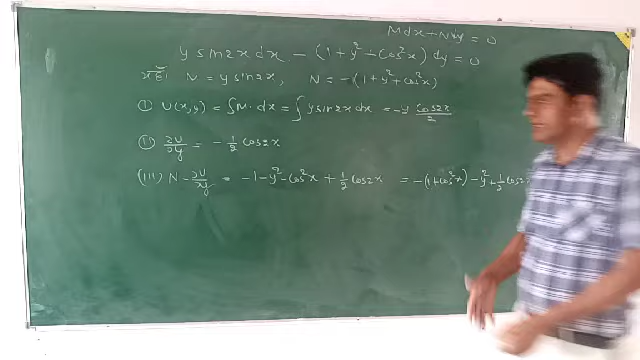 Mdx + Ndy = 0
y sin2x dx - (1 + y² + cos²x) dy = 0
यहाँ M = y sin2x, N = -(1 + y² + cos²x)
(I) U(x,y) = ∫M·dx = ∫ y sin2x dx = -y cos2x/2
(II) ∂U/∂y = -1/2 cos2x
(III) N - ∂U/∂y = -1 - y² - cos²x + 1/2 cos2x = -(1 + cos²x) - y² + 1/2 cos2x